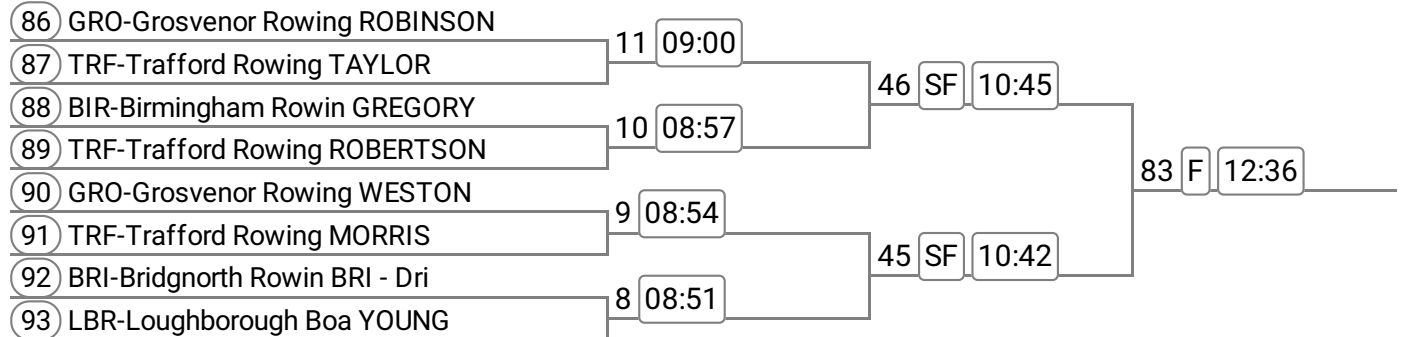 86 GRO-Grosvenor Rowing ROBINSON
11 09:00
87 TRF-Trafford Rowing TAYLOR
46 SF 10:45
88 BIR-Birmingham Rowin GREGORY
10 08:57
89 TRF-Trafford Rowing ROBERTSON
83 F 12:36
90 GRO-Grosvenor Rowing WESTON
9 08:54
91 TRF-Trafford Rowing MORRIS
45 SF 10:42
92 BRI-Bridgnorth Rowin BRI - Dri
8 08:51
93 LBR-Loughborough Boa YOUNG